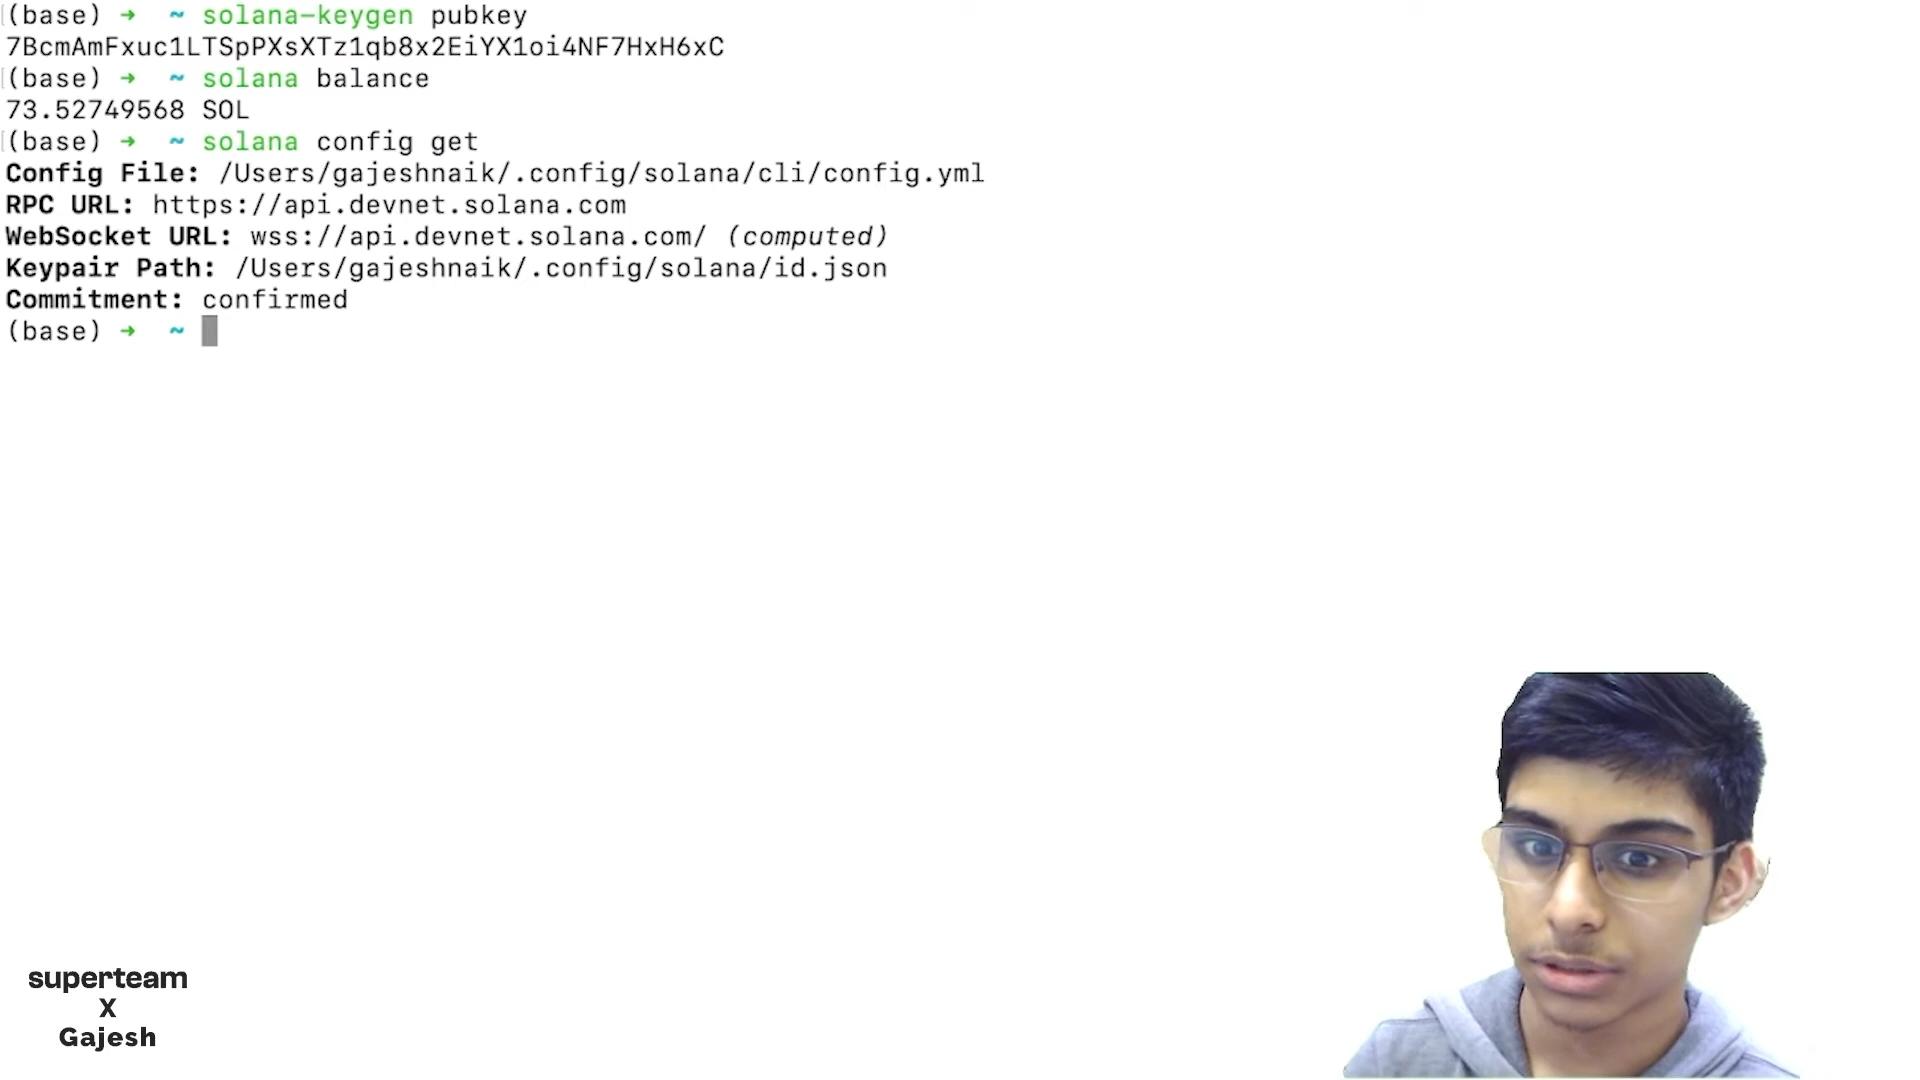 (base) → ~ solana-keygen pubkey
7BcmAmFxuc1LTSpPXsXTz1qb8x2EiYX1oi4NF7HxH6xC
(base) → ~ solana balance
73.52749568 SOL
(base) → ~ solana config get
Config File: /Users/gajeshnaik/.config/solana/cli/config.yml
RPC URL: https://api.devnet.solana.com
WebSocket URL: wss://api.devnet.solana.com/ (computed)
Keypair Path: /Users/gajeshnaik/.config/solana/id.json
Commitment: confirmed
(base) → ~
superteam
X
Gajesh